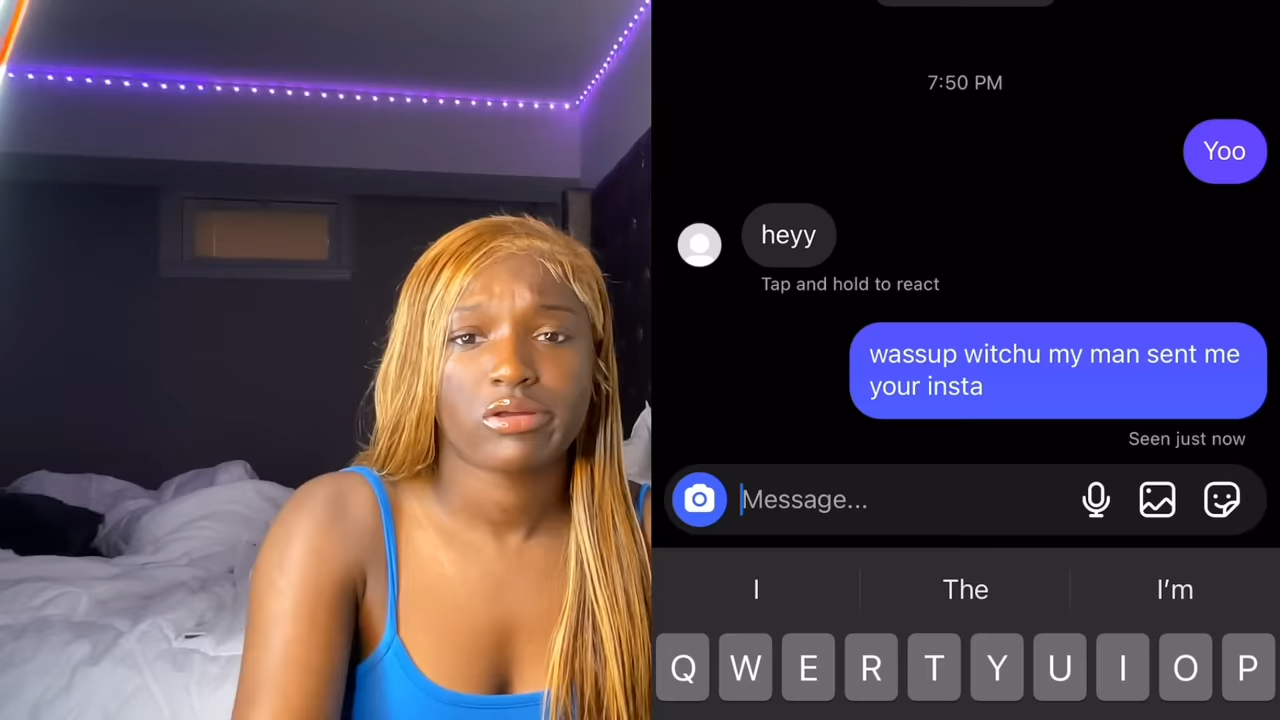 7:50 PM
Yoo
heyy
Tap and hold to react
wassup witchu my man sent me
your insta
Seen just now
Message...
I The I'm
Q W E R T Y U I O P